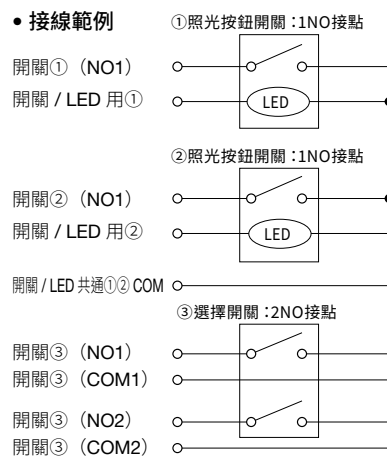 • 接線範例
①照光按鈕開關：1NO接點
開關①（NO1）
開關 / LED 用①
LED
②照光按鈕開關：1NO接點
開關②（NO1）
開關 / LED 用②
LED
開關 / LED 共通①② COM
③選擇開關：2NO接點
開關③（NO1）
開關③（COM1）
開關③（NO2）
開關③（COM2）